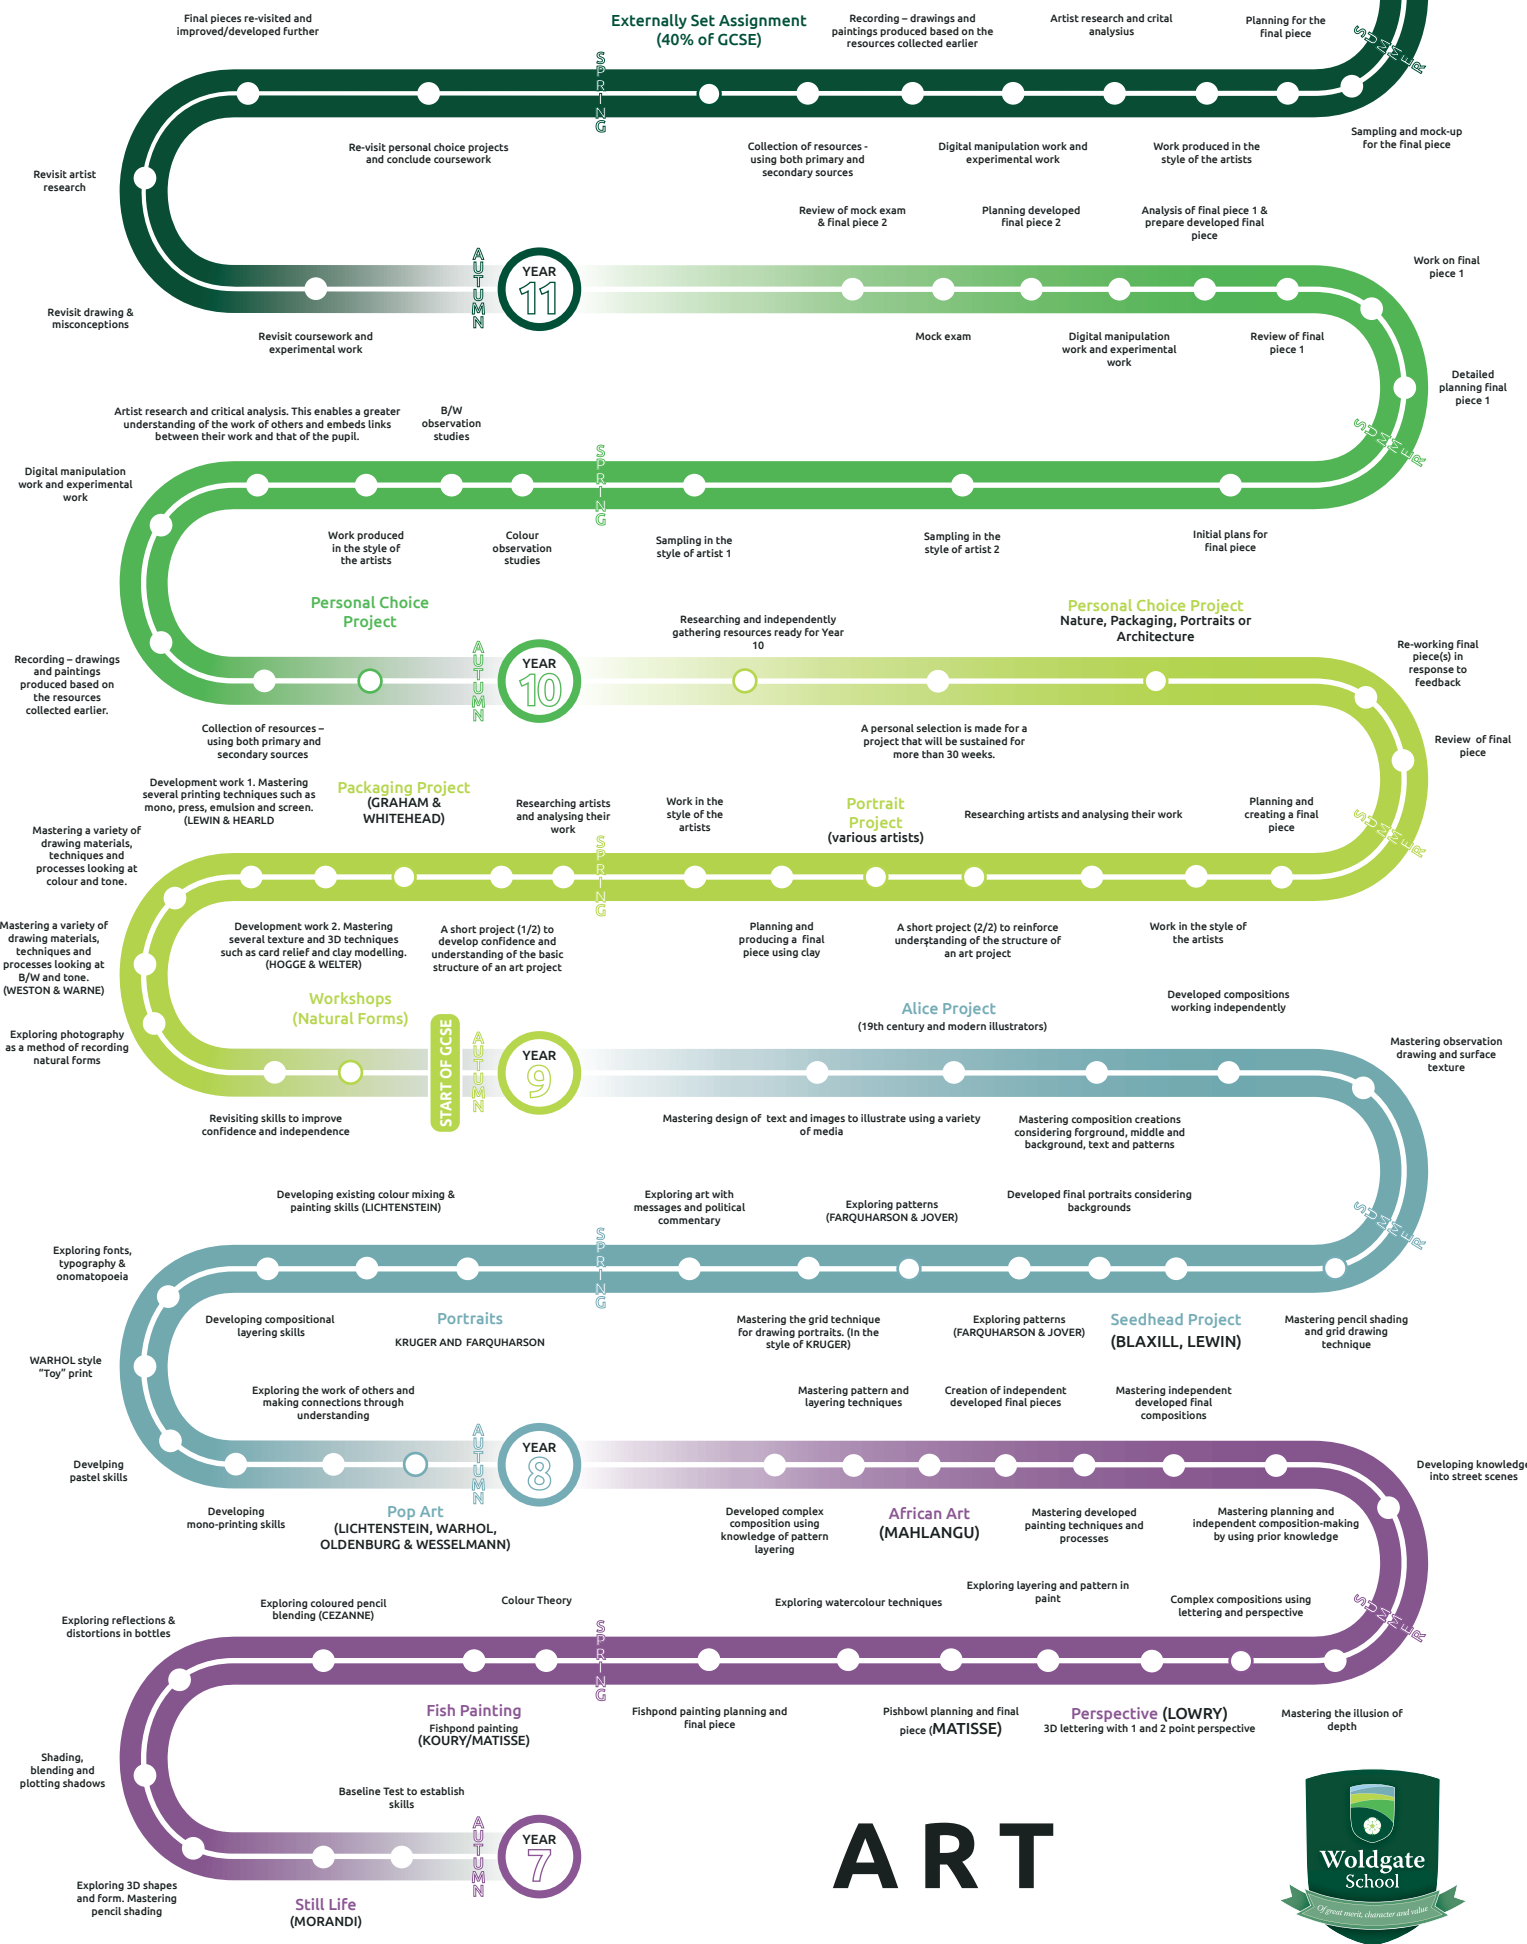 Final pieces re-visited and
improved/developed further
Externally Set Assignment
(40% of GCSE)
Recording – drawings and
paintings produced based on the
resources collected earlier
Artist research and crital
analysius
Planning for the
final piece
SUMMER
SPRING
Re-visit personal choice projects
and conclude coursework
Collection of resources -
using both primary and
secondary sources
Digital manipulation work and
experimental work
Work produced in the
style of the artists
Sampling and mock-up
for the final piece
Revisit artist
research
Review of mock exam
& final piece 2
Planning developed
final piece 2
Analysis of final piece 1 &
prepare developed final
piece
Work on final
piece 1
AUTUMN
YEAR
11
Revisit drawing &
misconceptions
Revisit coursework and
experimental work
Mock exam
Digital manipulation
work and experimental
work
Review of final
piece 1
Detailed
planning final
piece 1
SUMMER
Artist research and critical analysis. This enables a greater
understanding of the work of others and embeds links
between their work and that of the pupil.
B/W
observation
studies
SPRING
Digital manipulation
work and experimental
work
Work produced
in the style of
the artists
Colour
observation
studies
Sampling in the
style of artist 1
Sampling in the
style of artist 2
Initial plans for
final piece
Personal Choice
Project
Researching and independently
gathering resources ready for Year
10
Personal Choice Project
Nature, Packaging, Portraits or
Architecture
Re-working final
piece(s) in
response to
feedback
Recording – drawings
and paintings
produced based on
the resources
collected earlier.
AUTUMN
YEAR
10
Collection of resources –
using both primary and
secondary sources
A personal selection is made for a
project that will be sustained for
more than 30 weeks.
Review of final
piece
SUMMER
Development work 1. Mastering
several printing techniques such as
mono, press, emulsion and screen.
(LEWIN & HEARLD
Packaging Project
(GRAHAM &
WHITEHEAD)
Researching artists
and analysing their
work
Work in the
style of the
artists
Portrait
Project
(various artists)
Researching artists and analysing their work
Planning and
creating a final
piece
Mastering a variety of
drawing materials,
techniques and
processes looking at
colour and tone.
SPRING
Mastering a variety of
drawing materials,
techniques and
processes looking at
B/W and tone.
(WESTON & WARNE)
Development work 2. Mastering
several texture and 3D techniques
such as card relief and clay modelling.
(HOGGE & WELTER)
A short project (1/2) to
develop confidence and
understanding of the basic
structure of an art project
Planning and
producing a final
piece using clay
A short project (2/2) to reinforce
understanding of the structure of
an art project
Work in the style of
the artists
Workshops
(Natural Forms)
START OF GCSE
AUTUMN
YEAR
9
Alice Project
(19th century and modern illustrators)
Developed compositions
working independently
Mastering observation
drawing and surface
texture
Exploring photography
as a method of recording
natural forms
Revisiting skills to improve
confidence and independence
Mastering design of text and images to illustrate using a variety
of media
Mastering composition creations
considering forground, middle and
background, text and patterns
SUMMER
Developing existing colour mixing &
painting skills (LICHTENSTEIN)
Exploring art with
messages and political
commentary
Exploring patterns
(FARQUHARSON & JOVER)
Developed final portraits considering
backgrounds
SPRING
Exploring fonts,
typography &
onomatopoeia
Developing compositional
layering skills
Portraits
KRUGER AND FARQUHARSON
Mastering the grid technique
for drawing portraits. (In the
style of KRUGER)
Exploring patterns
(FARQUHARSON & JOVER)
Seedhead Project
(BLAXILL, LEWIN)
Mastering pencil shading
and grid drawing
technique
WARHOL style
“Toy” print
Exploring the work of others and
making connections through
understanding
Mastering pattern and
layering techniques
Creation of independent
developed final pieces
Mastering independent
developed final
compositions
AUTUMN
YEAR
8
Develping
pastel skills
Developing knowledge
into street scenes
Developing
mono-printing skills
Pop Art
(LICHTENSTEIN, WARHOL,
OLDENBURG & WESSELMANN)
Developed complex
composition using
knowledge of pattern
layering
African Art
(MAHLANGU)
Mastering developed
painting techniques and
processes
Mastering planning and
independent composition-making
by using prior knowledge
SUMMER
Exploring reflections &
distortions in bottles
Exploring coloured pencil
blending (CEZANNE)
Colour Theory
Exploring watercolour techniques
Exploring layering and pattern in
paint
Complex compositions using
lettering and perspective
SPRING
Fish Painting
Fishpond painting
(KOURY/MATISSE)
Fishpond painting planning and
final piece
Pishbowl planning and final
piece (MATISSE)
Perspective (LOWRY)
3D lettering with 1 and 2 point perspective
Mastering the illusion of
depth
Shading,
blending and
plotting shadows
Baseline Test to establish
skills
AUTUMN
YEAR
7
Exploring 3D shapes
and form. Mastering
pencil shading
Still Life
(MORANDI)
ART
Woldgate
School
Of great merit, character and value